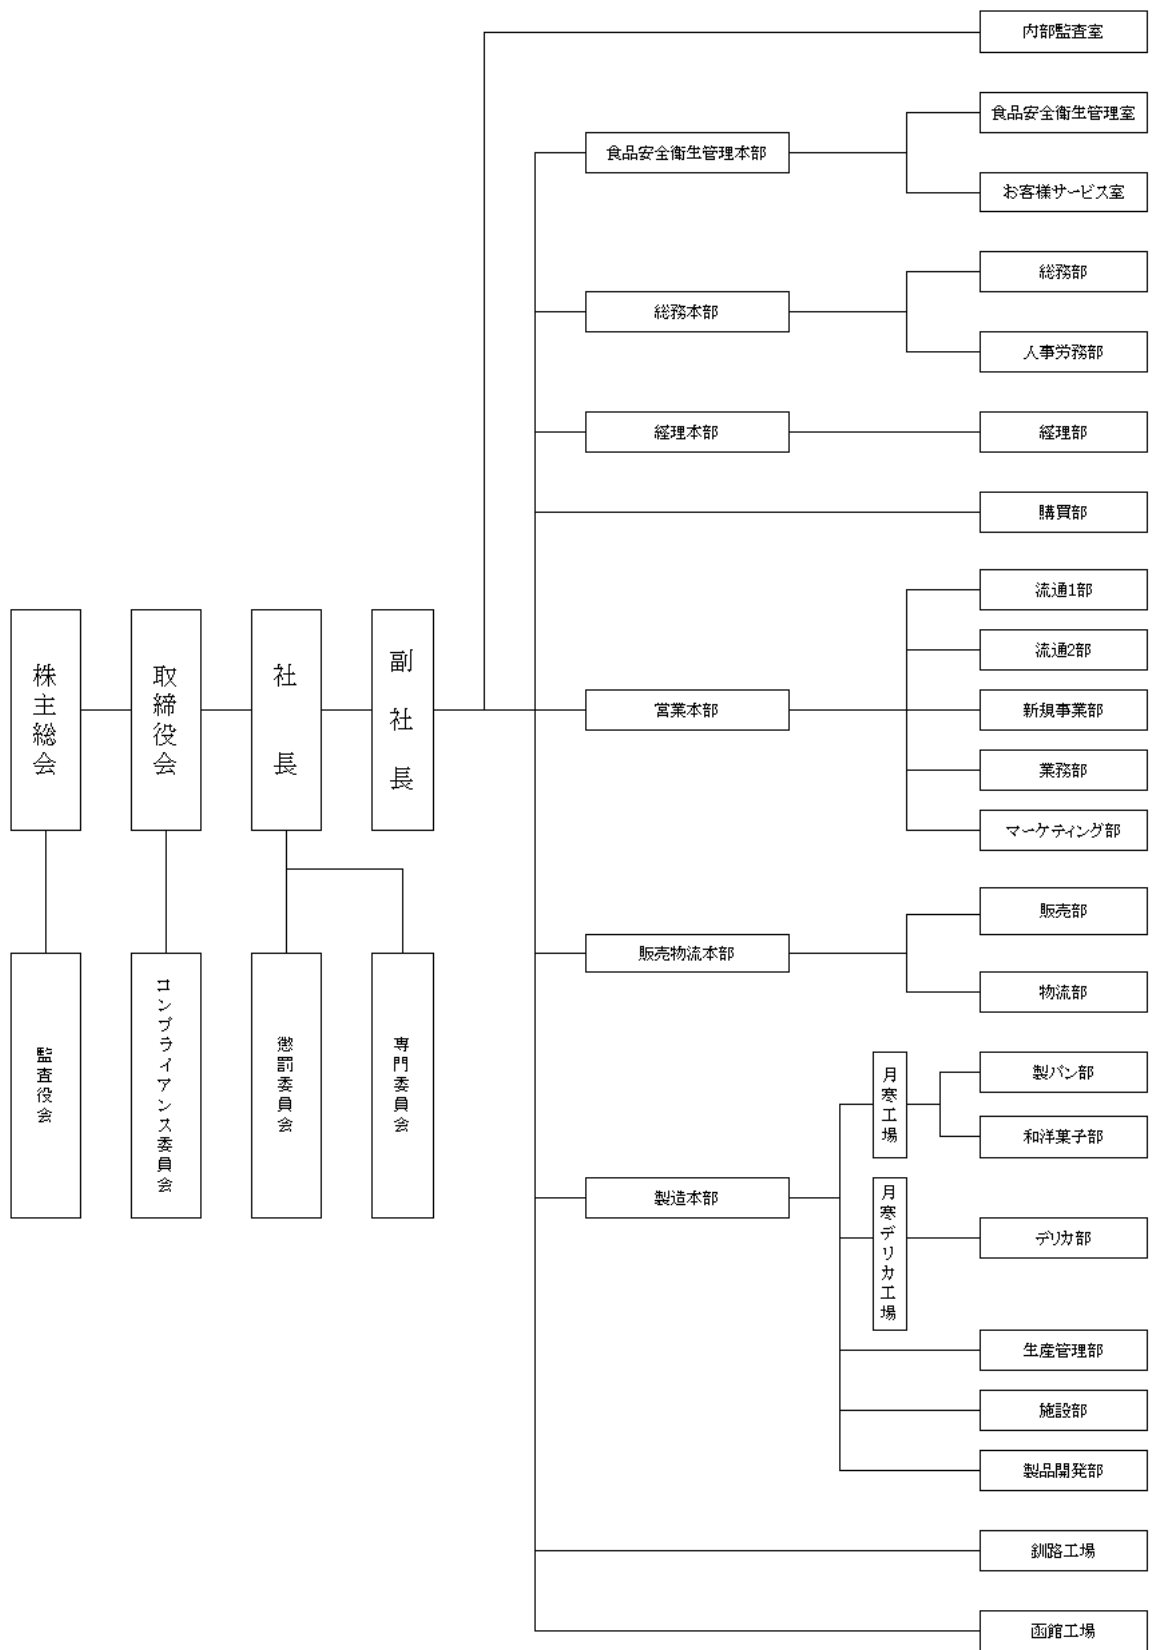 内部監査室
食品安全衛生管理本部
食品安全衛生管理室
お客様サービス室
総務本部
総務部
人事労務部
経理本部
経理部
購買部
株主総会
取締役会
社長
副社長
営業本部
流通1部
流通2部
新規事業部
業務部
マーケティング部
監査役会
コンプライアンス委員会
懲罰委員会
専門委員会
販売物流本部
販売部
物流部
製造本部
月寒工場
製パン部
和洋菓子部
月寒デリカ工場
デリカ部
生産管理部
施設部
製品開発部
釧路工場
函館工場